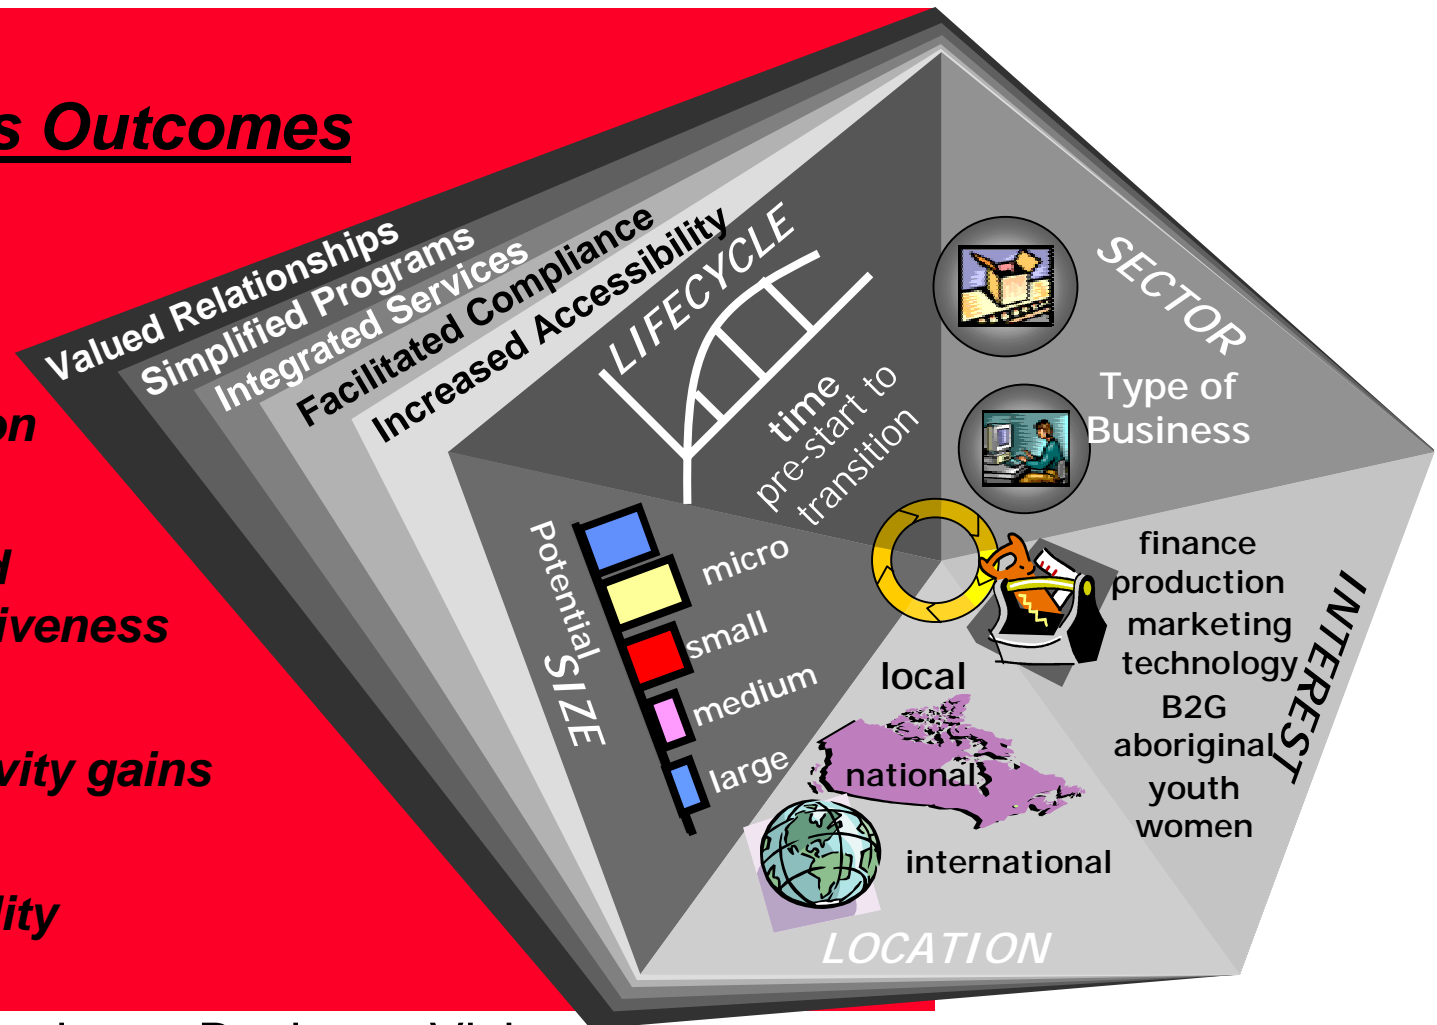 s Outcomes
on
d
iveness
vity gains
lity
Valued Relationships
Simplified Programs
Integrated Services
Facilitated Compliance
Increased Accessibility
LIFECYCLE
time
pre-start to
transition
SECTOR
Type of
Business
Potential
SIZE
micro
small
medium
large
finance
production
marketing
technology
B2G
aboriginal
youth
women
INTEREST
local
national
international
LOCATION